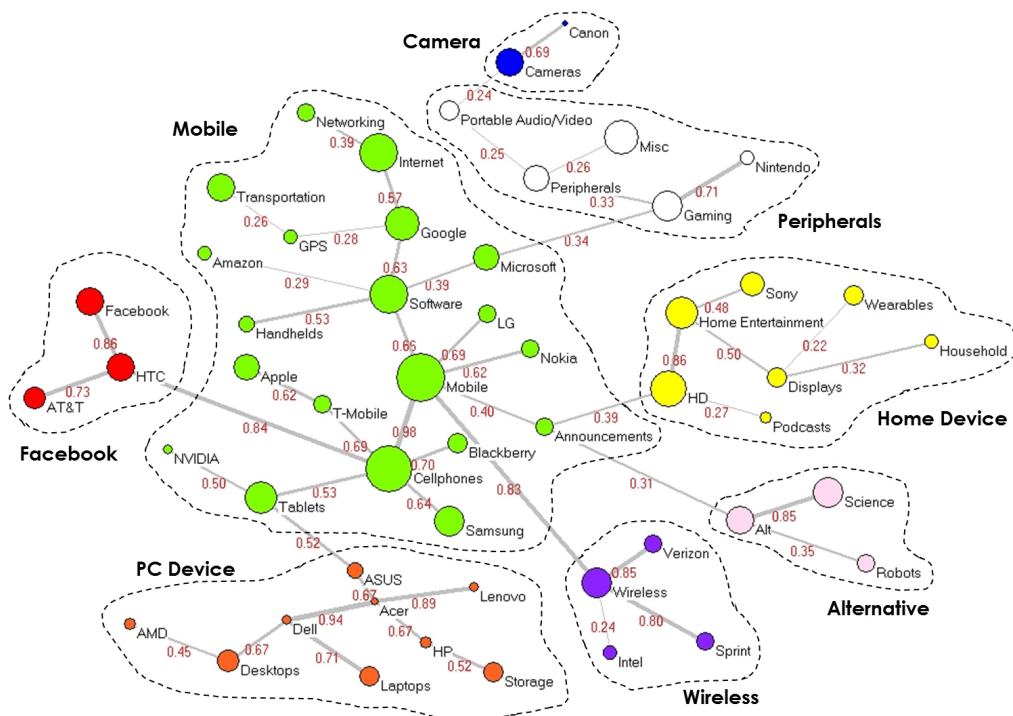 Camera
Canon
0.69
Cameras
0.24
Portable Audio/Video
Mobile
Networking
0.39
Internet
Misc
0.25
0.26
Peripherals
Nintendo
0.71
0.33
Gaming
Peripherals
Transportation
0.57
0.26
GPS
0.28
Google
0.34
Amazon
0.63
Microsoft
0.29
0.39
Software
Handhelds
0.53
LG
0.66
0.69
Nokia
0.62
Mobile
Facebook
0.86
HTC
0.73
AT&T
Facebook
Apple
0.62
T-Mobile
0.40
0.84
0.69
0.98
Announcements
0.39
Blackberry
0.70
Cellphones
NVIDIA
0.50
0.53
0.64
Tablets
Samsung
0.83
Sony
0.48
Home Entertainment
Wearables
0.86
0.50
0.22
Household
0.32
Displays
HD
0.27
Podcasts
Home Device
0.31
Science
0.85
Alt
0.35
Robots
Alternative
0.52
PC Device
ASUS
0.67
Acer
0.89
Lenovo
0.94
Dell
AMD
0.45
0.67
Desktops
0.71
Laptops
0.67
HP
0.52
Storage
Verizon
0.85
Wireless
0.80
0.24
Sprint
Intel
Wireless